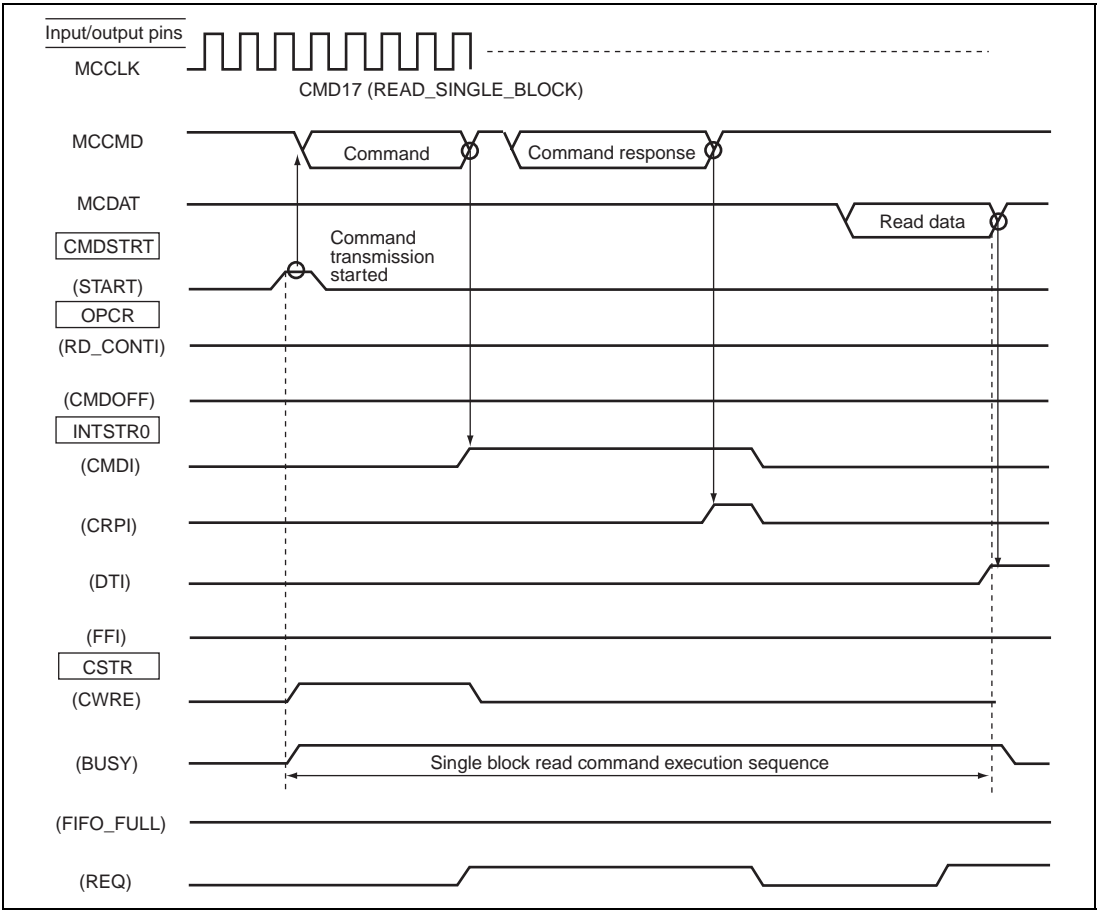 Input/output pins
MCCLK
CMD17 (READ_SINGLE_BLOCK)
MCCMD
Command
Command response
MCDAT
Read data
CMDSTRT
Command
transmission
started
(START)
OPCR
(RD_CONTI)
(CMDOFF)
INTSTR0
(CMDI)
(CRPI)
(DTI)
(FFI)
CSTR
(CWRE)
(BUSY)
Single block read command execution sequence
(FIFO_FULL)
(REQ)